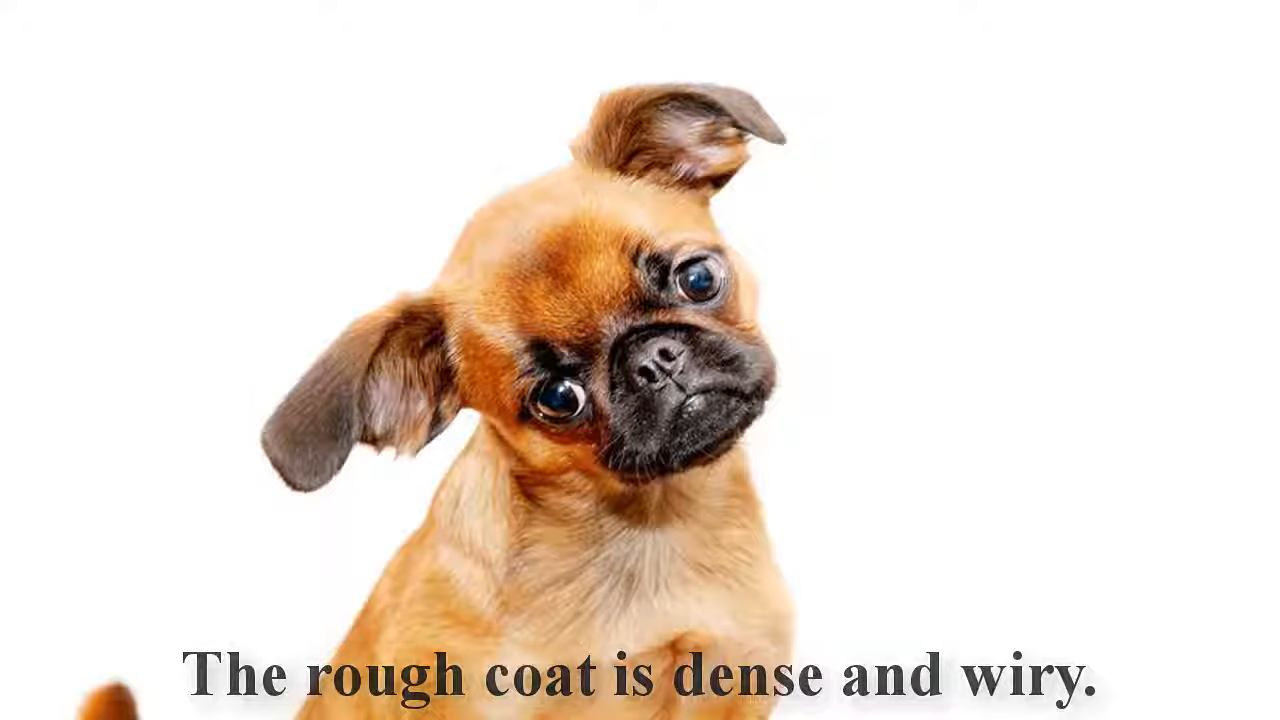 The rough coat is dense and wiry.